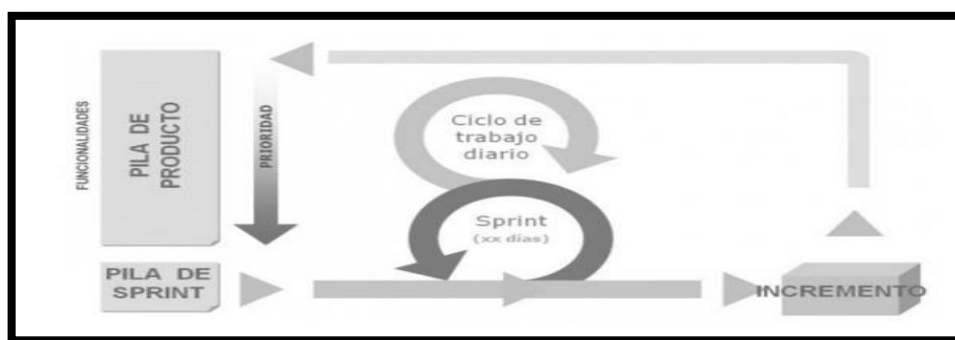 FUNCIONALIDADES
PILA DE
PRODUCTO
PRIORIDAD
Ciclo de
trabajo
diario
Sprint
(xx días)
PILA DE
SPRINT
INCREMENTO